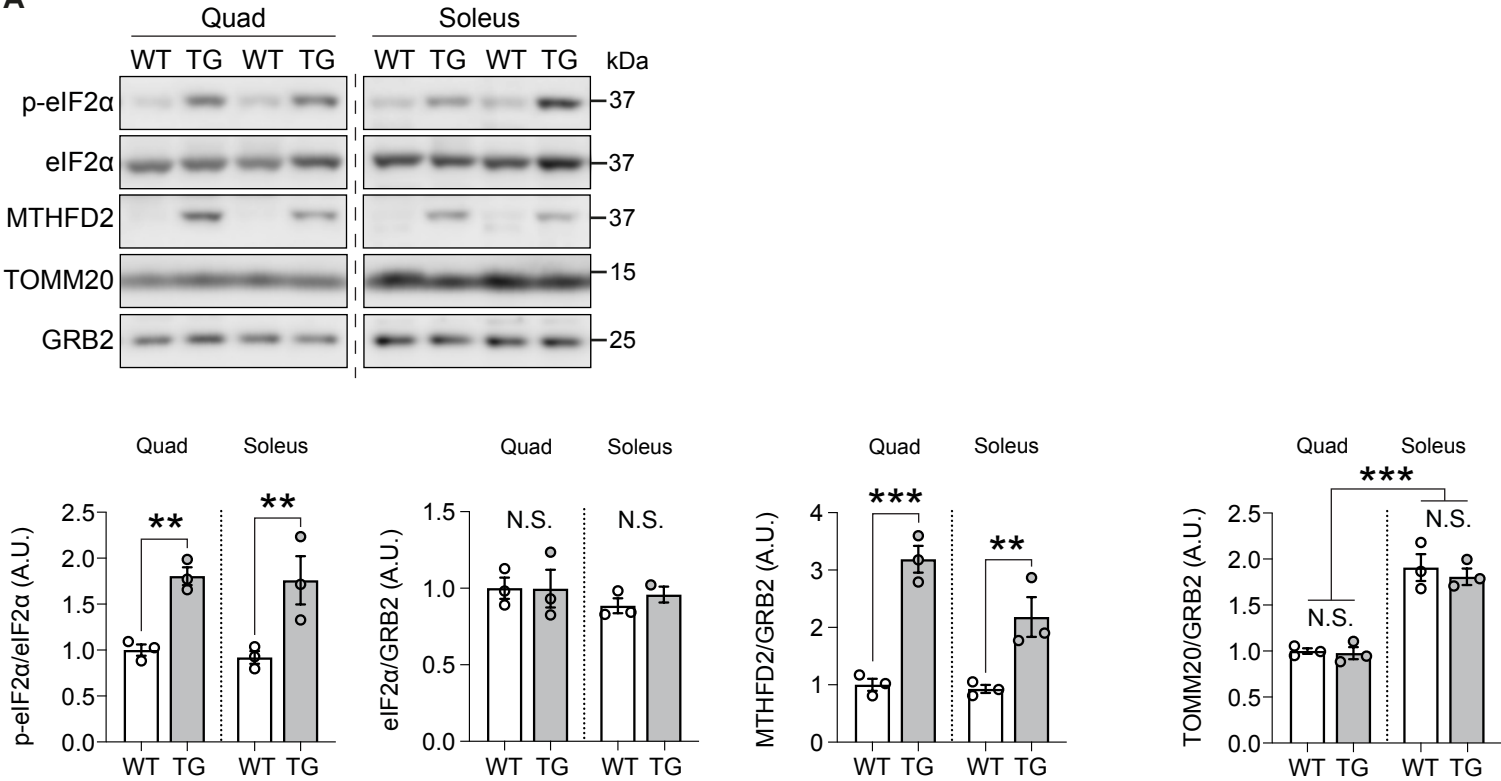 A
Quad Soleus
WT TG WT TG WT TG WT TG kDa
p-eIF2α 37
eIF2α 37
MTHFD2 37
TOMM20 15
GRB2 25
Quad Soleus
p-eIF2α/eIF2α (A.U.)
2.5
2.0
1.5
1.0
0.5
0.0
** **
WT TG WT TG
Quad Soleus
eIF2α/GRB2 (A.U.)
1.5
1.0
0.5
0.0
N.S. N.S.
WT TG WT TG
Quad Soleus
MTHFD2/GRB2 (A.U.)
4
3
2
1
0
*** **
WT TG WT TG
Quad Soleus
TOMM20/GRB2 (A.U.)
2.5
2.0
1.5
1.0
0.5
0.0
***
N.S.
N.S.
WT TG WT TG